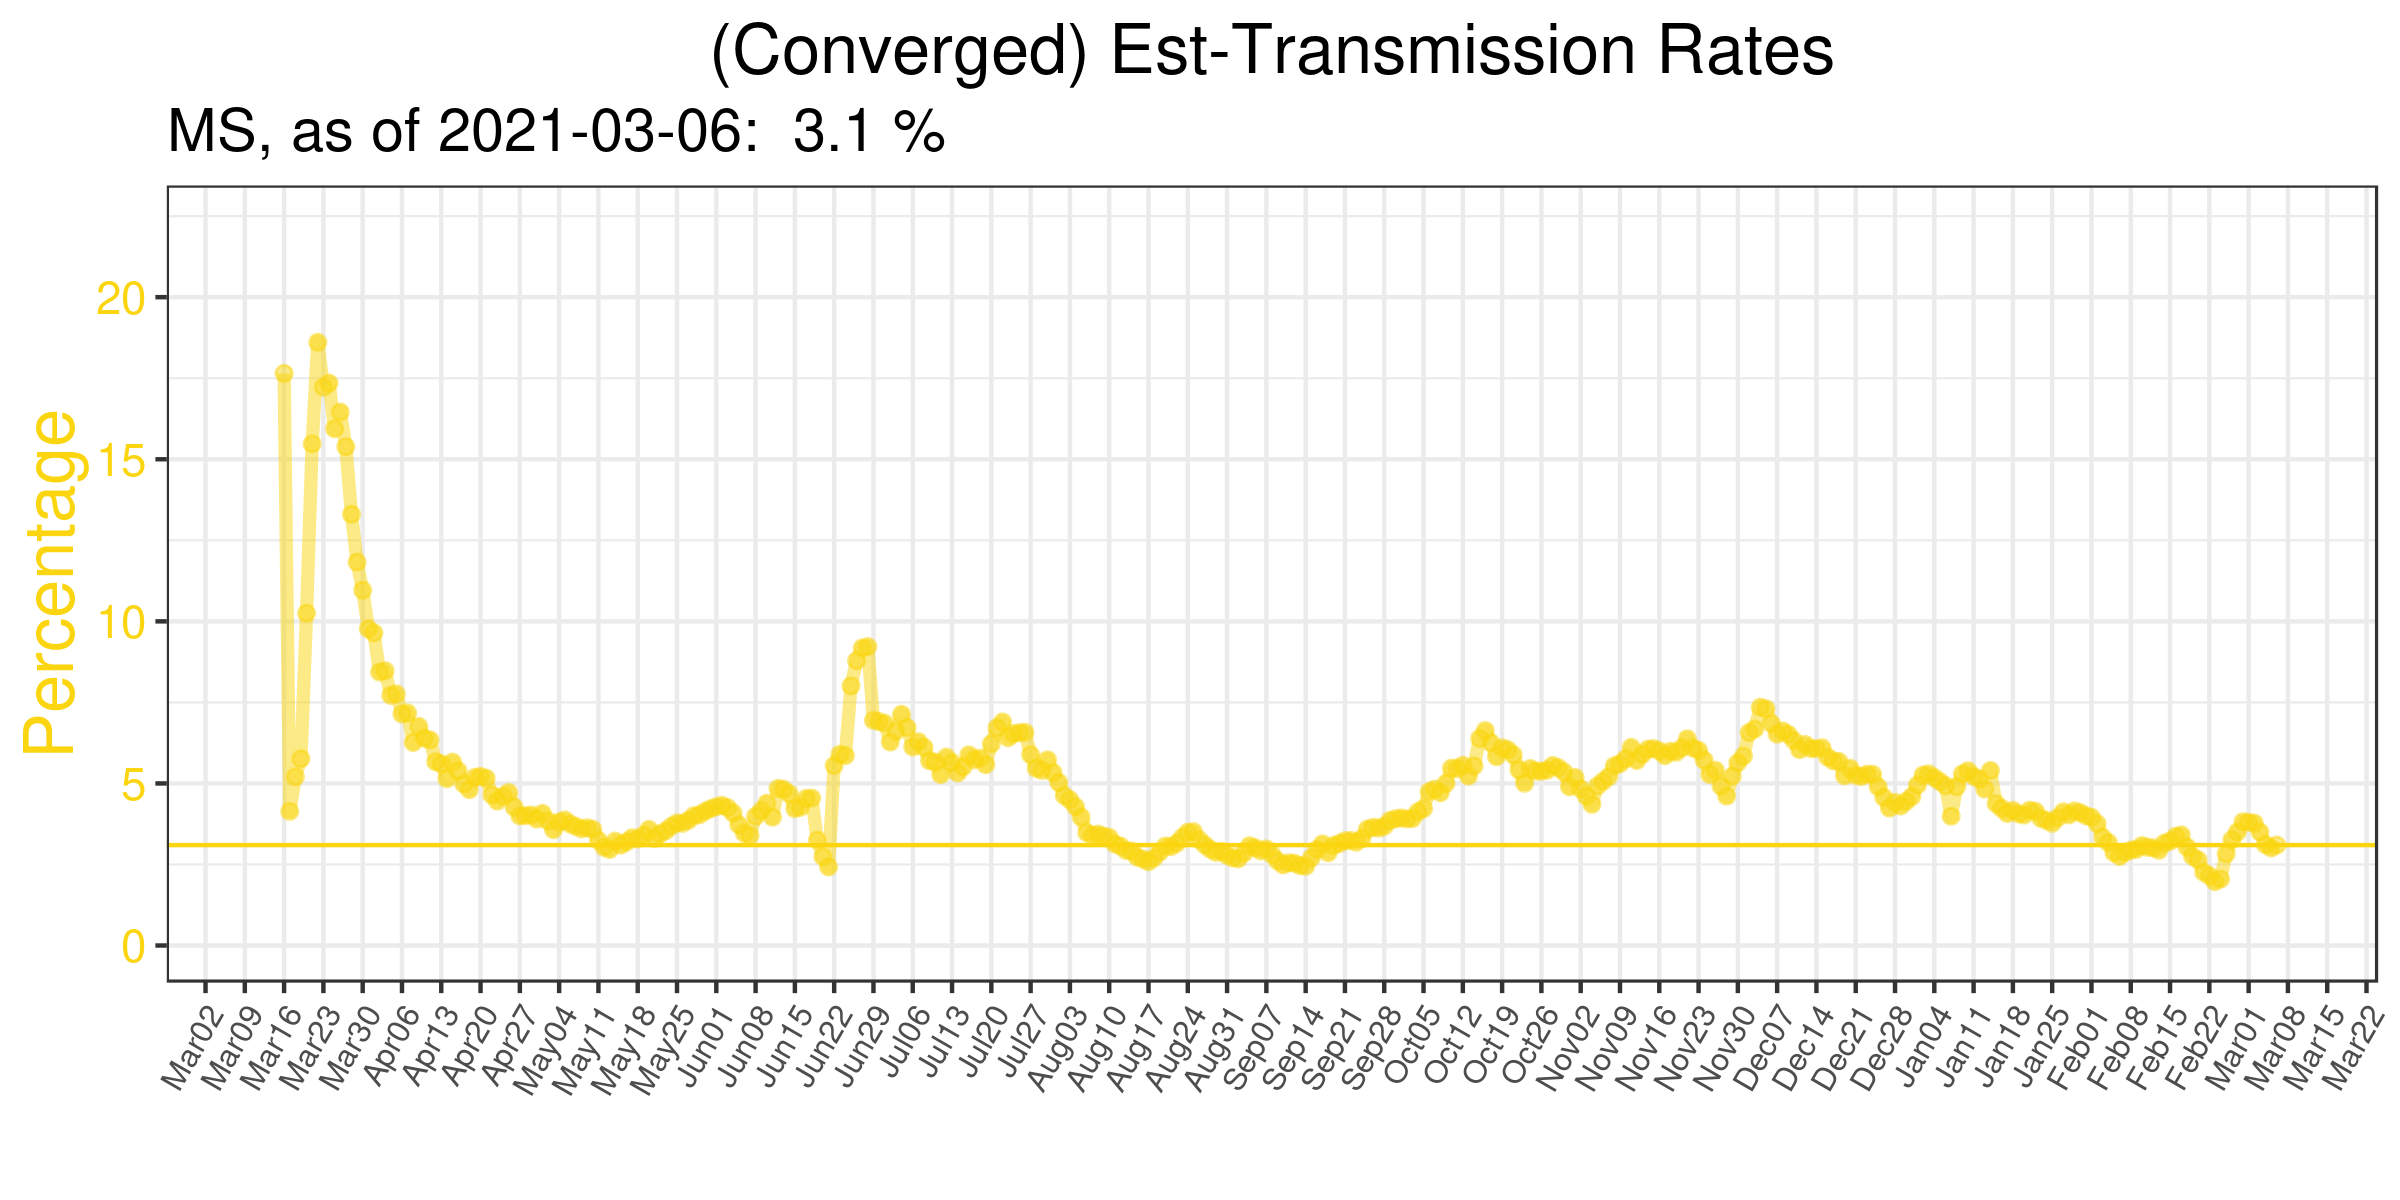 (Converged) Est-Transmission Rates
MS, as of 2021-03-06:  3.1 %
Percentage
20
15
10
5
0
Mar02 Mar09 Mar16 Mar23 Mar30 Apr06 Apr13 Apr20 Apr27 May04 May11 May18 May25 Jun01 Jun08 Jun15 Jun22 Jun29 Jul06 Jul13 Jul20 Jul27 Aug03 Aug10 Aug17 Aug24 Aug31 Sep07 Sep14 Sep21 Sep28 Oct05 Oct12 Oct19 Oct26 Nov02 Nov09 Nov16 Nov23 Nov30 Dec07 Dec14 Dec21 Dec28 Jan04 Jan11 Jan18 Jan25 Feb01 Feb08 Feb15 Feb22 Mar01 Mar08 Mar15 Mar22